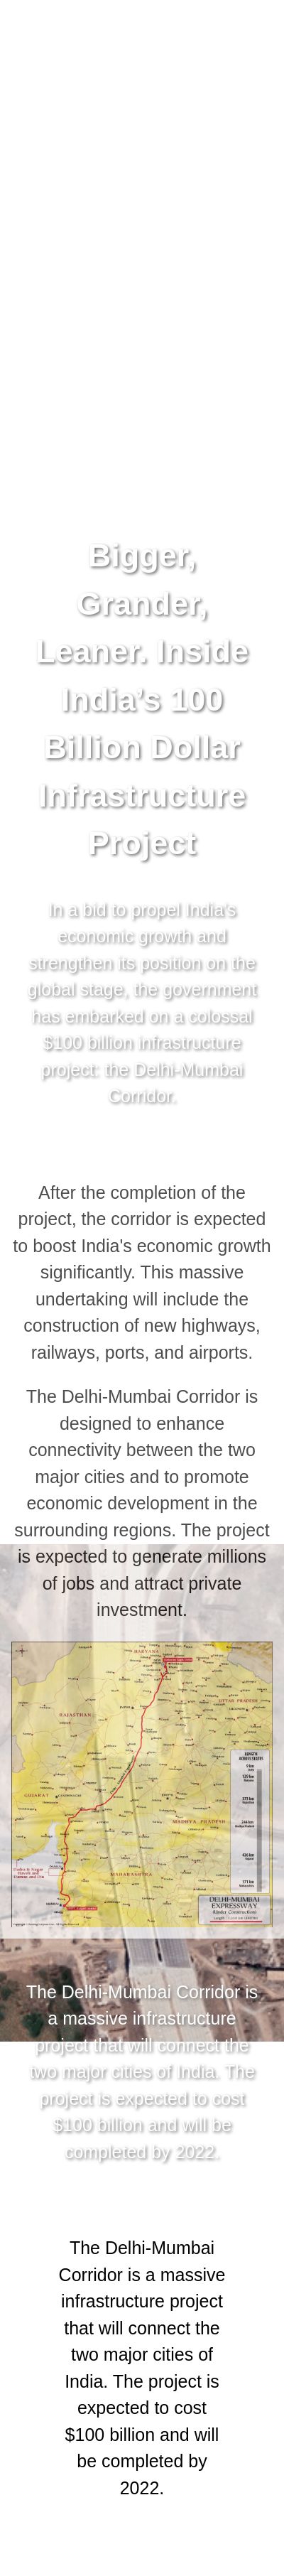 Bigger,
Grander,
Leaner. Inside
India's 100
Billion Dollar
Infrastructure
Project
In a bid to propel India's
economic growth and
strengthen its position on the
global stage, the government
has embarked on a colossal
$100 billion infrastructure
project: the Delhi-Mumbai
Corridor.
After the completion of the
project, the corridor is expected
to boost India's economic growth
significantly. This massive
undertaking will include the
construction of new highways,
railways, ports, and airports.
The Delhi-Mumbai Corridor is
designed to enhance
connectivity between the two
major cities and to promote
economic development in the
surrounding regions. The project
is expected to generate millions
of jobs and attract private
investment.
HARYANA
UTTAR PRADESH
RAJASTHAN
GUJARAT
MADHYA PRADESH
MAHARASHTRA
DELHI-MUMBAI
EXPRESSWAY
The Delhi-Mumbai Corridor is
a massive infrastructure
project that will connect the
two major cities of India. The
project is expected to cost
$100 billion and will be
completed by 2022.
The Delhi-Mumbai
Corridor is a massive
infrastructure project
that will connect the
two major cities of
India. The project is
expected to cost
$100 billion and will
be completed by
2022.